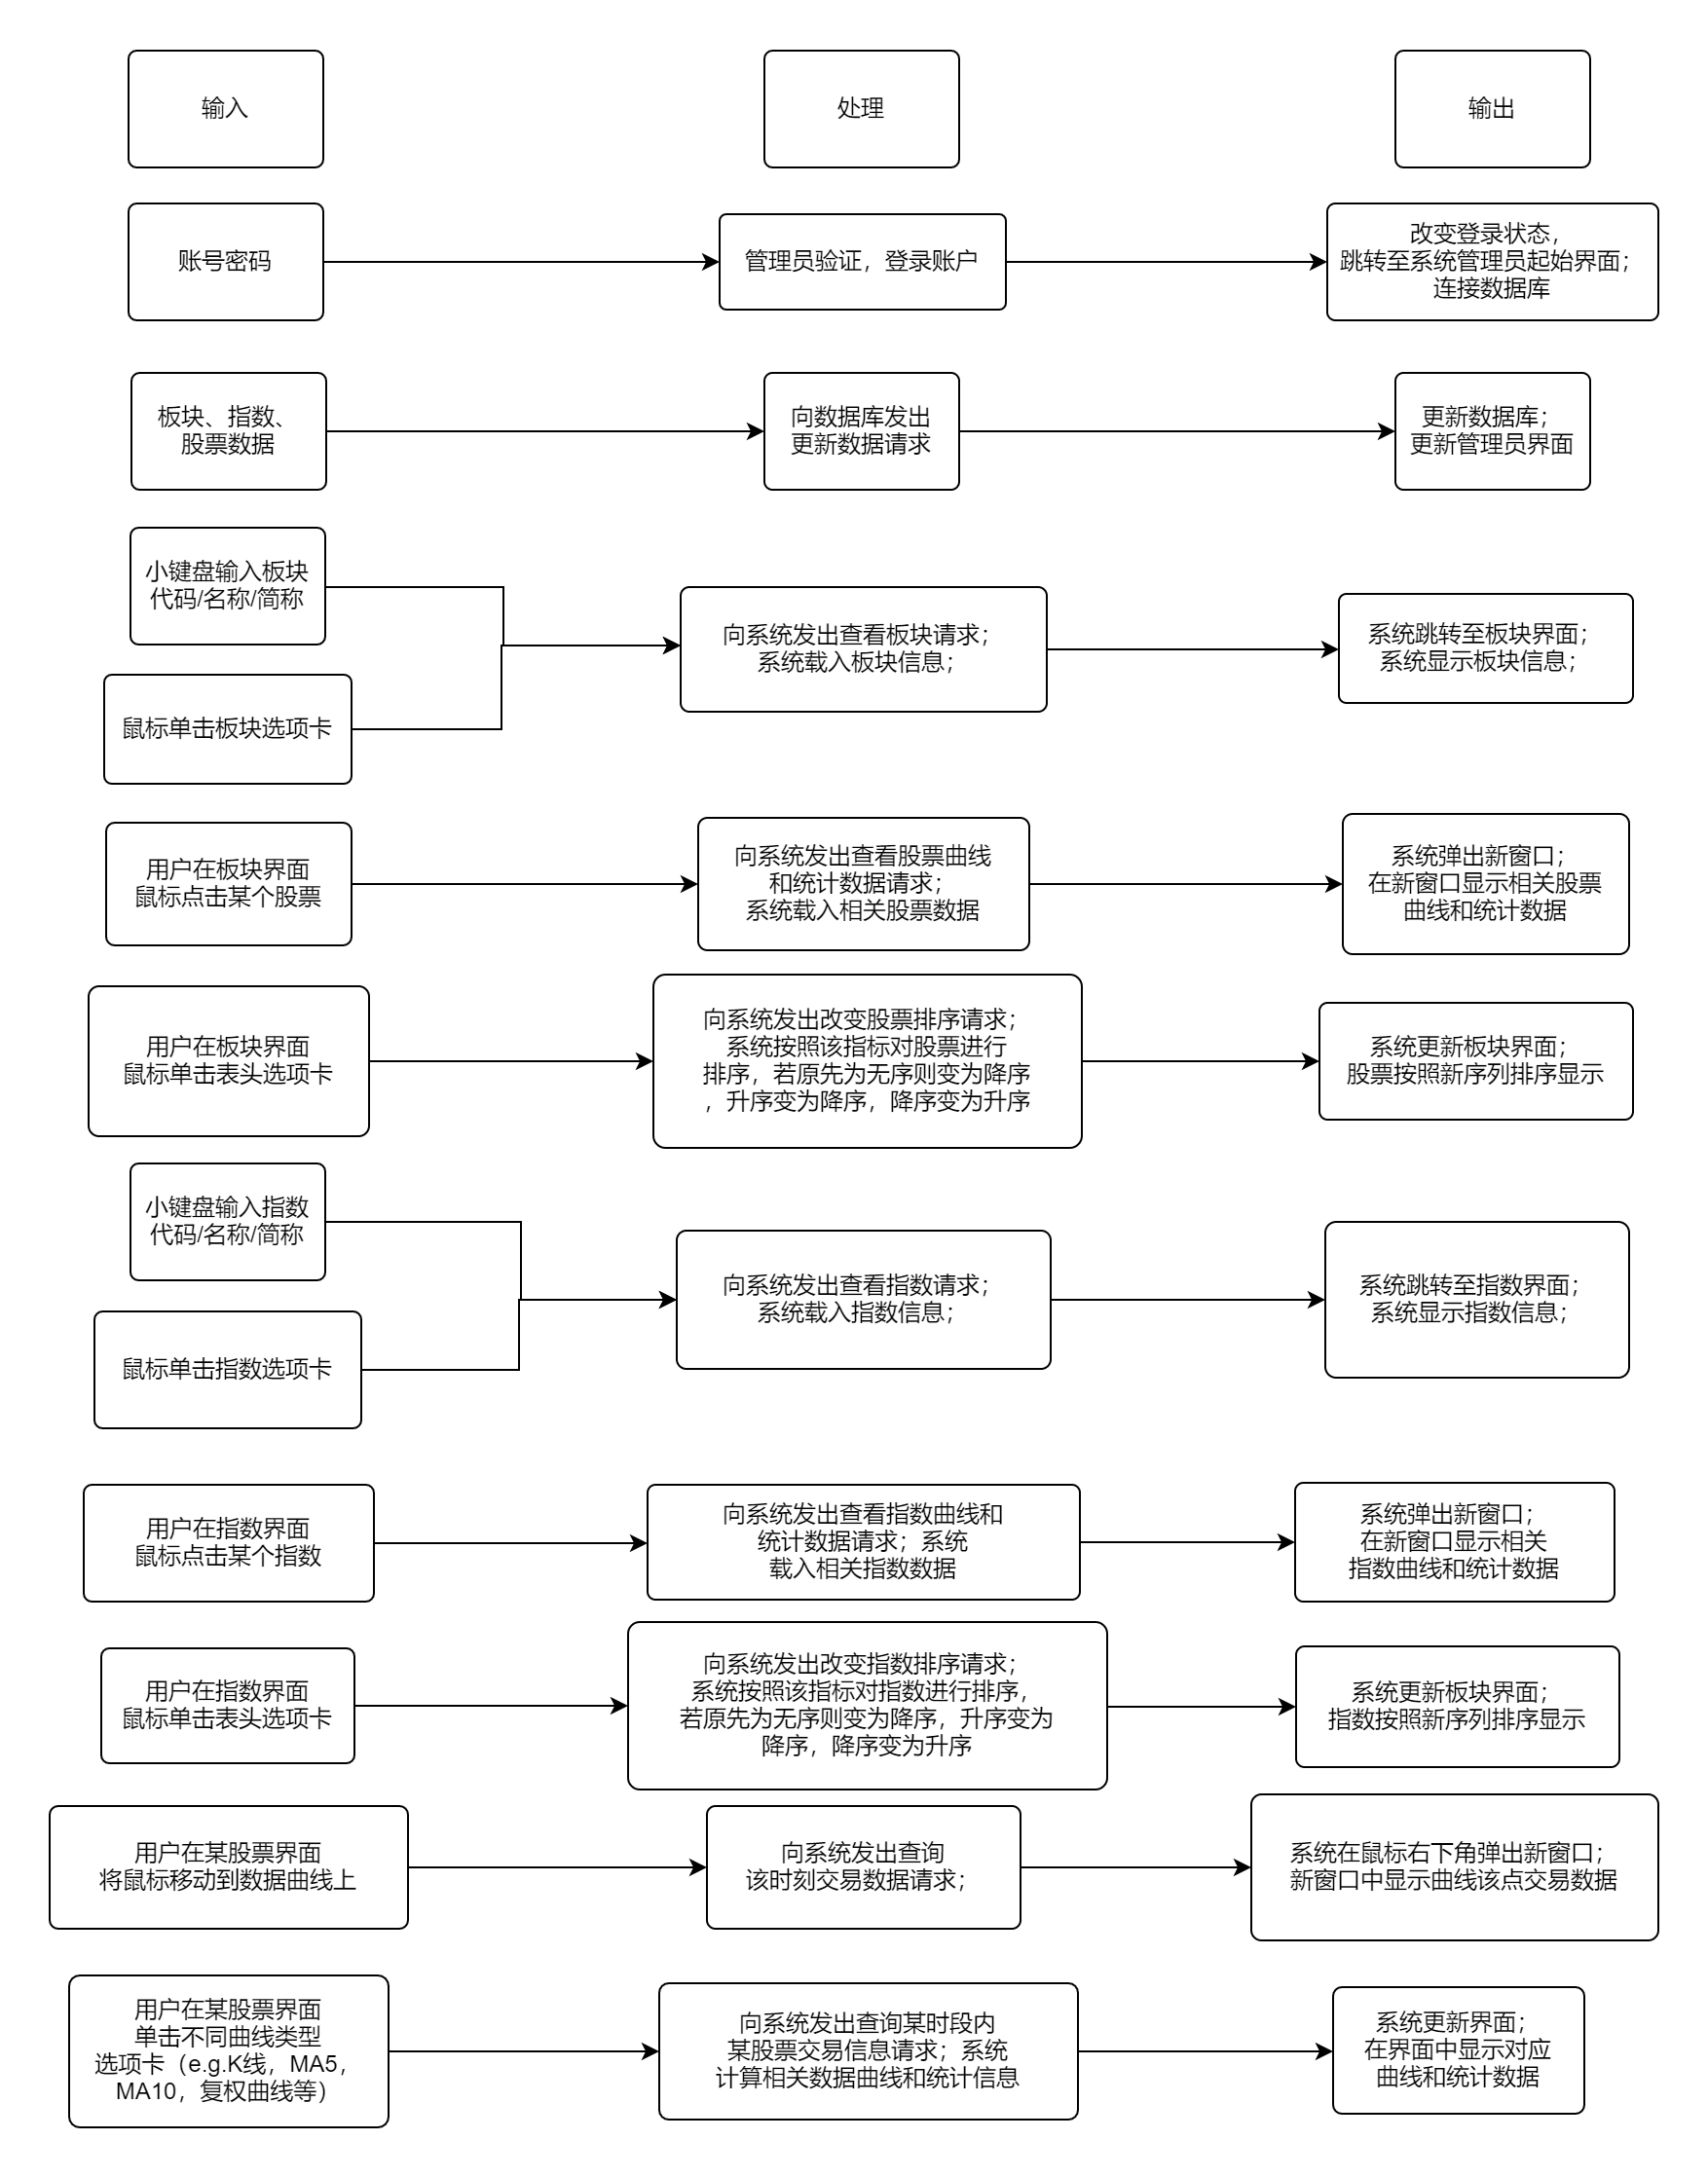 输入
处理
输出
账号密码
管理员验证，登录账户
改变登录状态，
跳转至系统管理员起始界面；
连接数据库
板块、指数、
股票数据
向数据库发出
更新数据请求
更新数据库；
更新管理员界面
小键盘输入板块
代码/名称/简称
鼠标单击板块选项卡
向系统发出查看板块请求；
系统载入板块信息；
系统跳转至板块界面；
系统显示板块信息；
用户在板块界面
鼠标点击某个股票
向系统发出查看股票曲线
和统计数据请求；
系统载入相关股票数据
系统弹出新窗口；
在新窗口显示相关股票
曲线和统计数据
用户在板块界面
鼠标单击表头选项卡
向系统发出改变股票排序请求；
系统按照该指标对股票进行
排序，若原先为无序则变为降序
，升序变为降序，降序变为升序
系统更新板块界面；
股票按照新序列排序显示
小键盘输入指数
代码/名称/简称
鼠标单击指数选项卡
向系统发出查看指数请求；
系统载入指数信息；
系统跳转至指数界面；
系统显示指数信息；
用户在指数界面
鼠标点击某个指数
向系统发出查看指数曲线和
统计数据请求；系统
载入相关指数数据
系统弹出新窗口；
在新窗口显示相关
指数曲线和统计数据
用户在指数界面
鼠标单击表头选项卡
向系统发出改变指数排序请求；
系统按照该指标对指数进行排序，
若原先为无序则变为降序，升序变为
降序，降序变为升序
系统更新板块界面；
指数按照新序列排序显示
用户在某股票界面
将鼠标移动到数据曲线上
向系统发出查询
该时刻交易数据请求；
系统在鼠标右下角弹出新窗口；
新窗口中显示曲线该点交易数据
用户在某股票界面
单击不同曲线类型
选项卡（e.g.K线，MA5，
MA10，复权曲线等）
向系统发出查询某时段内
某股票交易信息请求；系统
计算相关数据曲线和统计信息
系统更新界面；
在界面中显示对应
曲线和统计数据